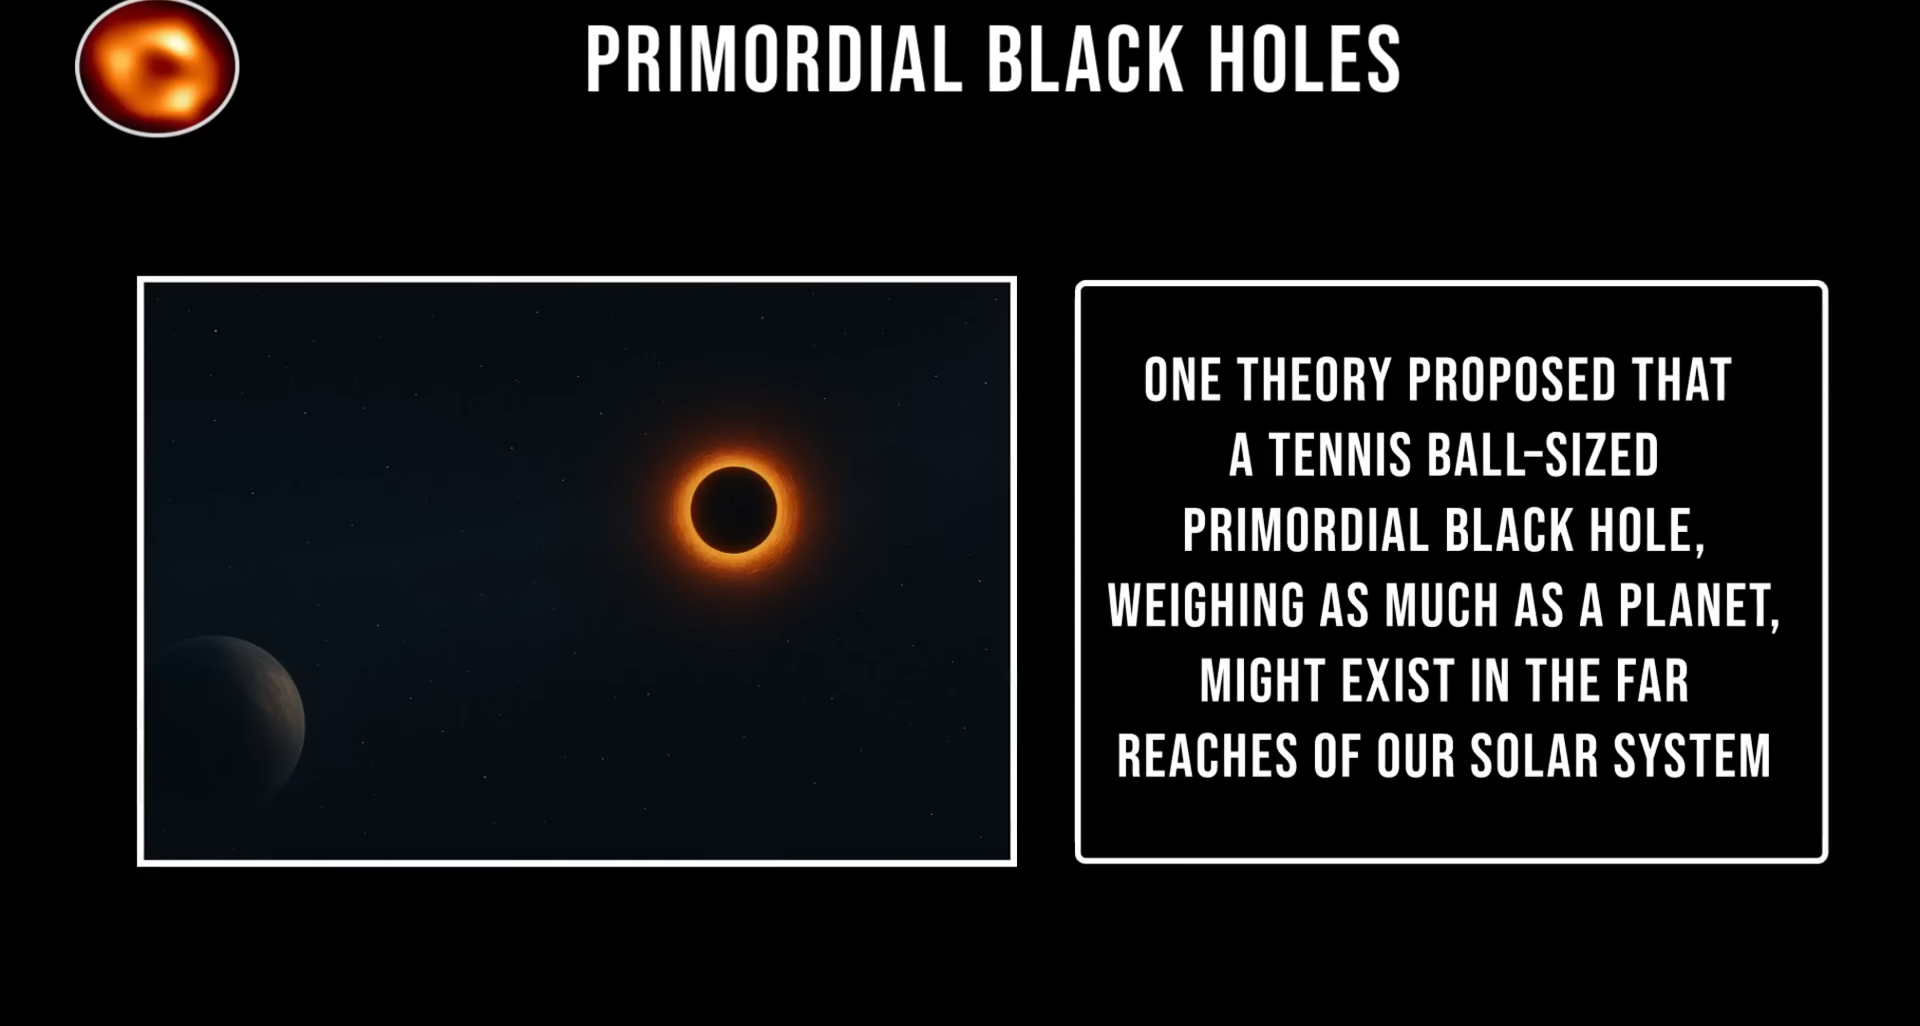 PRIMORDIAL BLACK HOLES
ONE THEORY PROPOSED THAT
A TENNIS BALL-SIZED
PRIMORDIAL BLACK HOLE,
WEIGHING AS MUCH AS A PLANET,
MIGHT EXIST IN THE FAR
REACHES OF OUR SOLAR SYSTEM